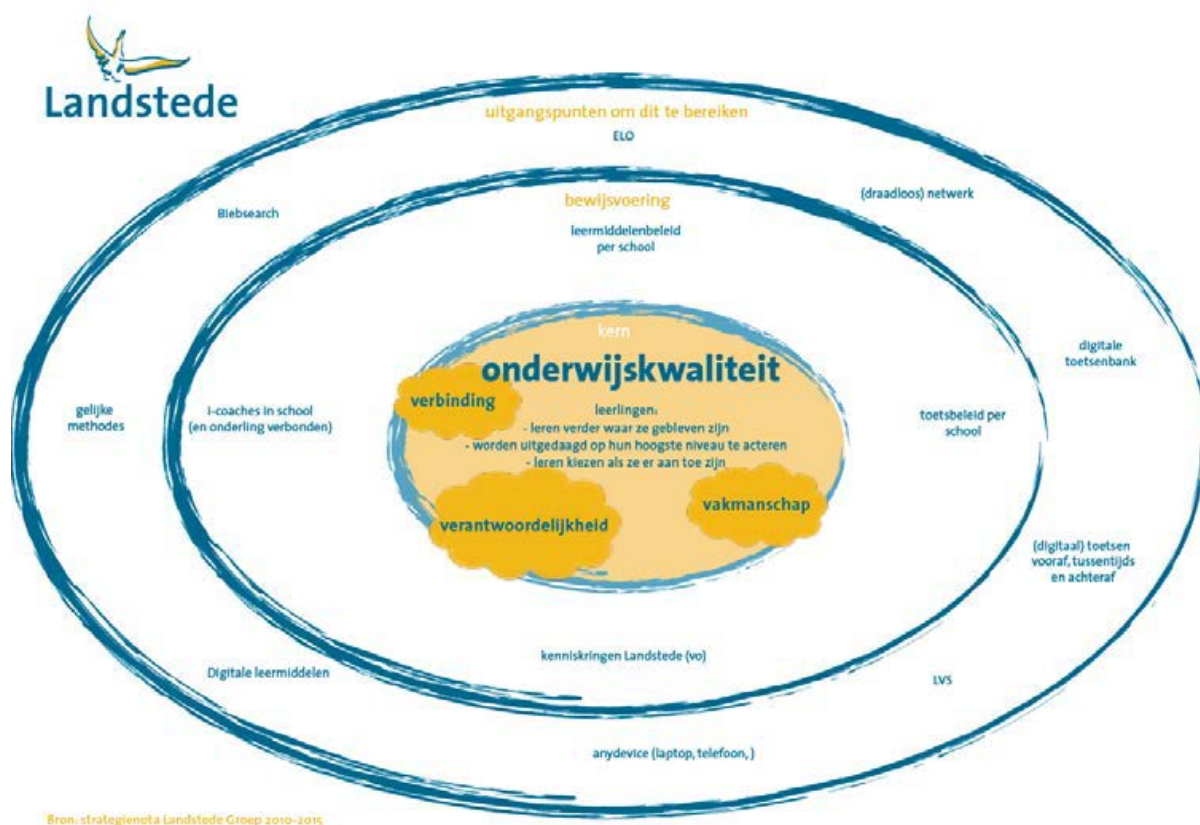 Landstede
uitgangspunten om dit te bereiken
ELO
Biebsearch
(draadloos) netwerk
bewijsvoering
leermiddelenbeleid
per school
kern
onderwijskwaliteit
digitale
toetsenbank
verbinding
gelijke
methodes
I-coaches in school
(en onderling verbonden)
leerlingen:
- leren verder waar ze gebleven zijn
- worden uitgedaagd op hun hoogste niveau te acteren
- leren kiezen als ze er aan toe zijn
toetsbeleid per
school
verantwoordelijkheid
vakmanschap
(digitaal) toetsen
vooraf, tussentijds
en achteraf
kenniskringen Landstede (vo)
Digitale leermiddelen
LVS
anydevice (laptop, telefoon, )
Bron: strategienota Landstede Groep 2010-2015